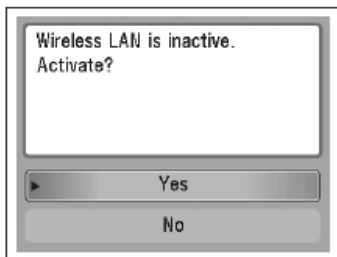 Wireless LAN is inactive.
Activate?
Yes
No